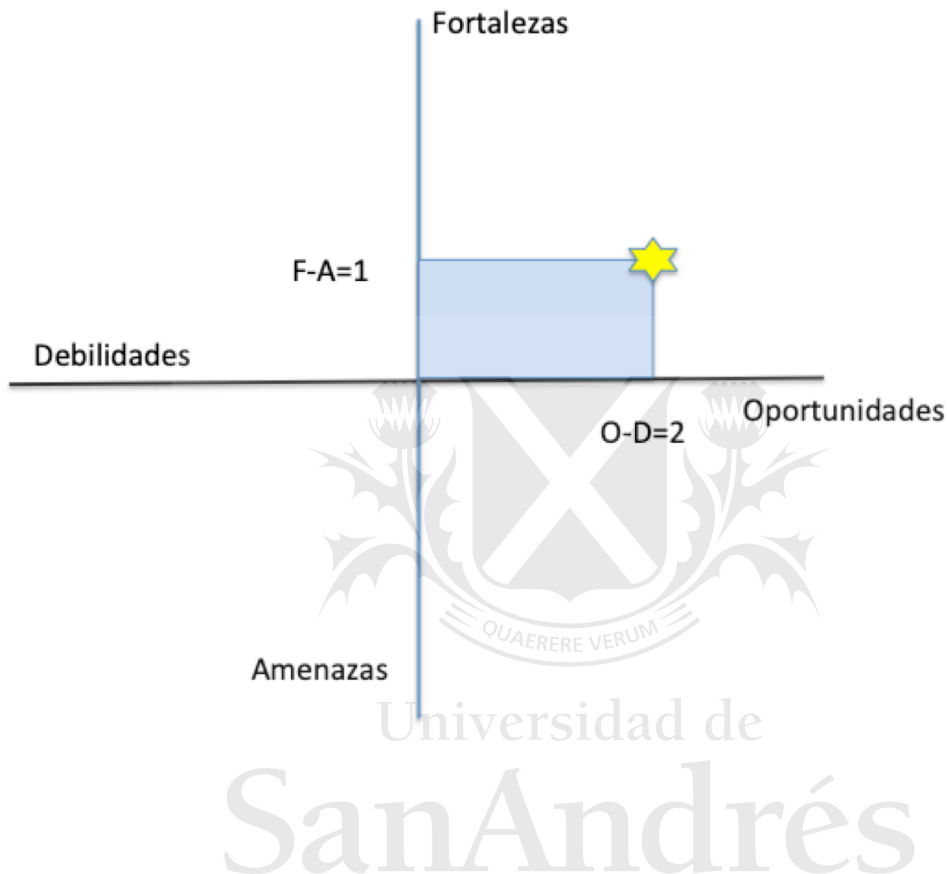 Fortalezas
F-A=1
Debilidades
Oportunidades
O-D=2
QUAERERE VERUM
Amenazas
Universidad de
SanAndrés